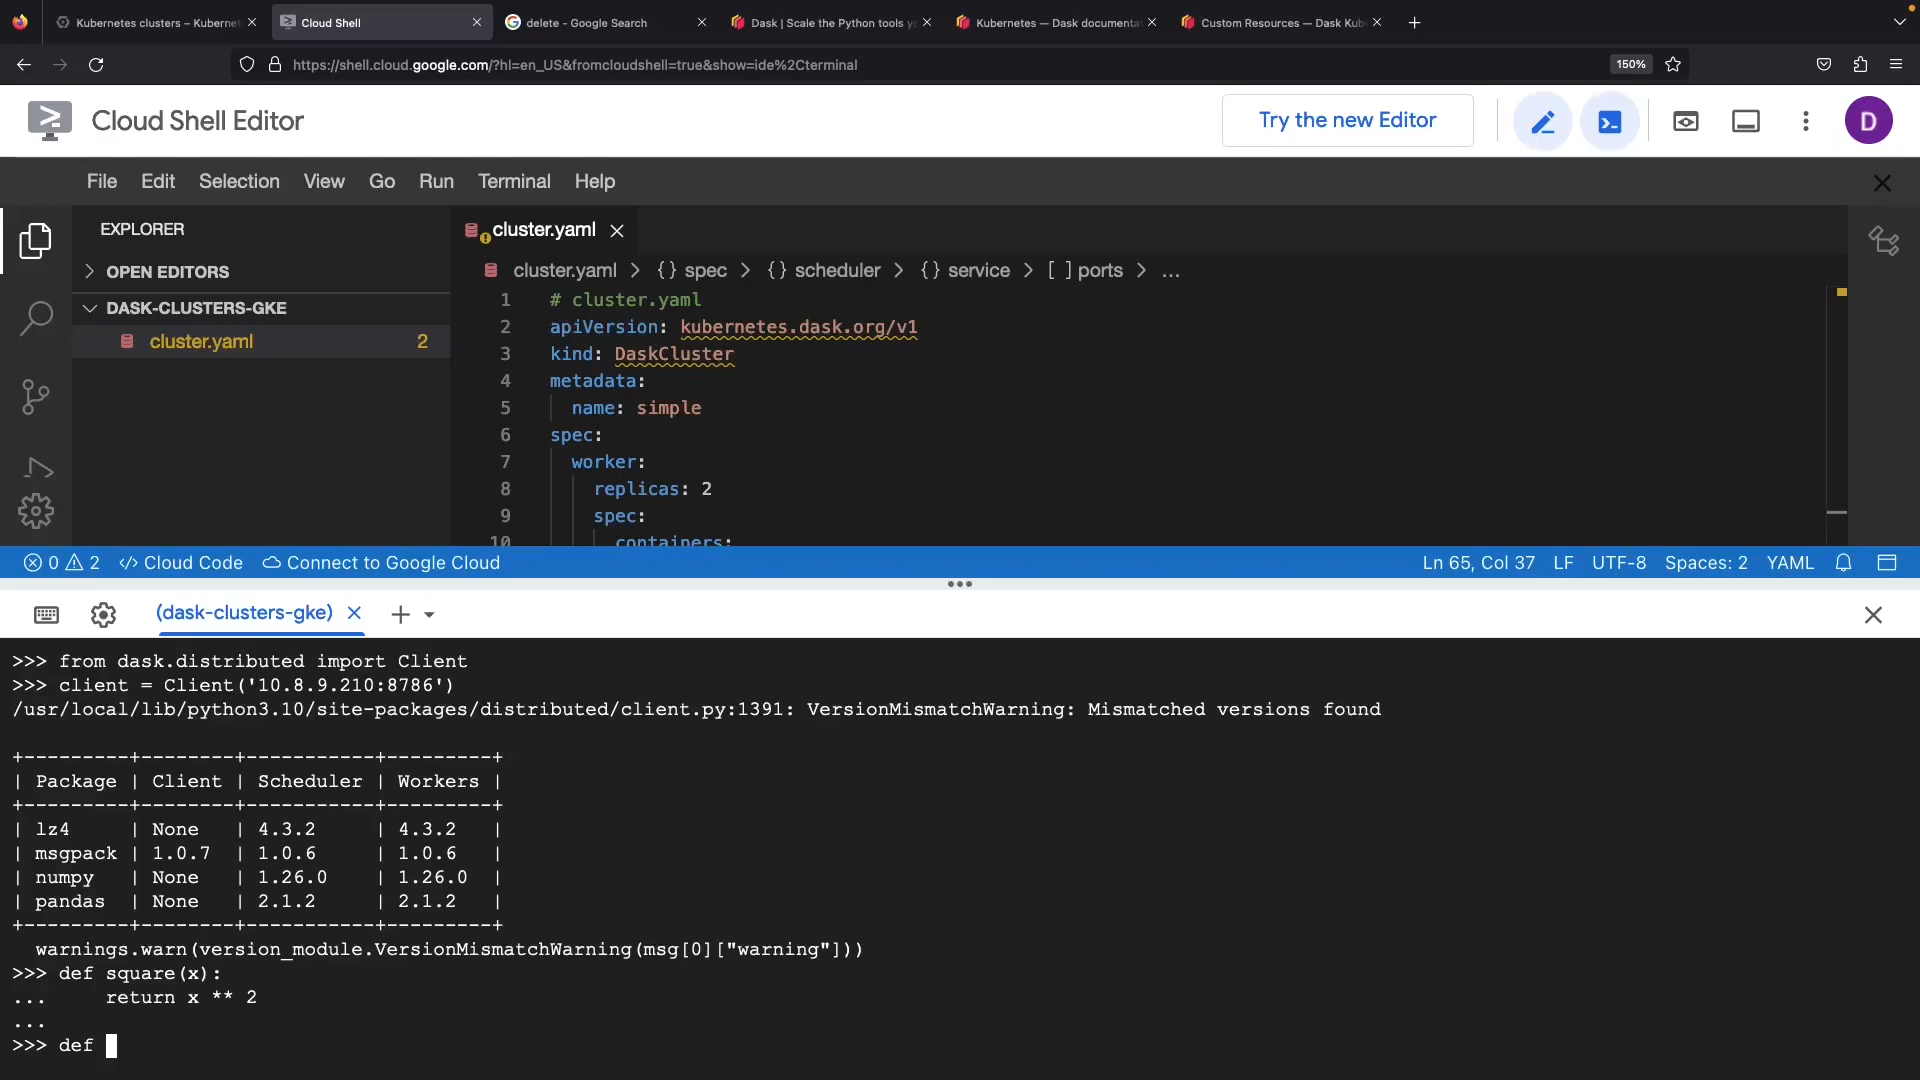 Kubernetes clusters – Kubernet
Cloud Shell
delete - Google Search
Dask | Scale the Python tools yo
Kubernetes — Dask documenta
Custom Resources — Dask Kub
https://shell.cloud.google.com/?hl=en_US&fromcloudshell=true&show=ide%2Cterminal
150%
Cloud Shell Editor
Try the new Editor
D
File Edit Selection View Go Run Terminal Help
EXPLORER
OPEN EDITORS
DASK-CLUSTERS-GKE
cluster.yaml 2
cluster.yaml
cluster.yaml > {} spec > {} scheduler > {} service > [ ] ports > ...
1 # cluster.yaml
2 apiVersion: kubernetes.dask.org/v1
3 kind: DaskCluster
4 metadata:
5 name: simple
6 spec:
7 worker:
8 replicas: 2
9 spec:
10 containers:
0 2 </> Cloud Code Connect to Google Cloud
Ln 65, Col 37 LF UTF-8 Spaces: 2 YAML
(dask-clusters-gke)
>>> from dask.distributed import Client
>>> client = Client('10.8.9.210:8786')
/usr/local/lib/python3.10/site-packages/distributed/client.py:1391: VersionMismatchWarning: Mismatched versions found
+---------+--------+-----------+---------+
| Package | Client | Scheduler | Workers |
+---------+--------+-----------+---------+
| lz4 | None | 4.3.2 | 4.3.2 |
| msgpack | 1.0.7 | 1.0.6 | 1.0.6 |
| numpy | None | 1.26.0 | 1.26.0 |
| pandas | None | 2.1.2 | 2.1.2 |
+---------+--------+-----------+---------+
warnings.warn(version_module.VersionMismatchWarning(msg[0]["warning"]))
>>> def square(x):
... return x ** 2
...
>>> def